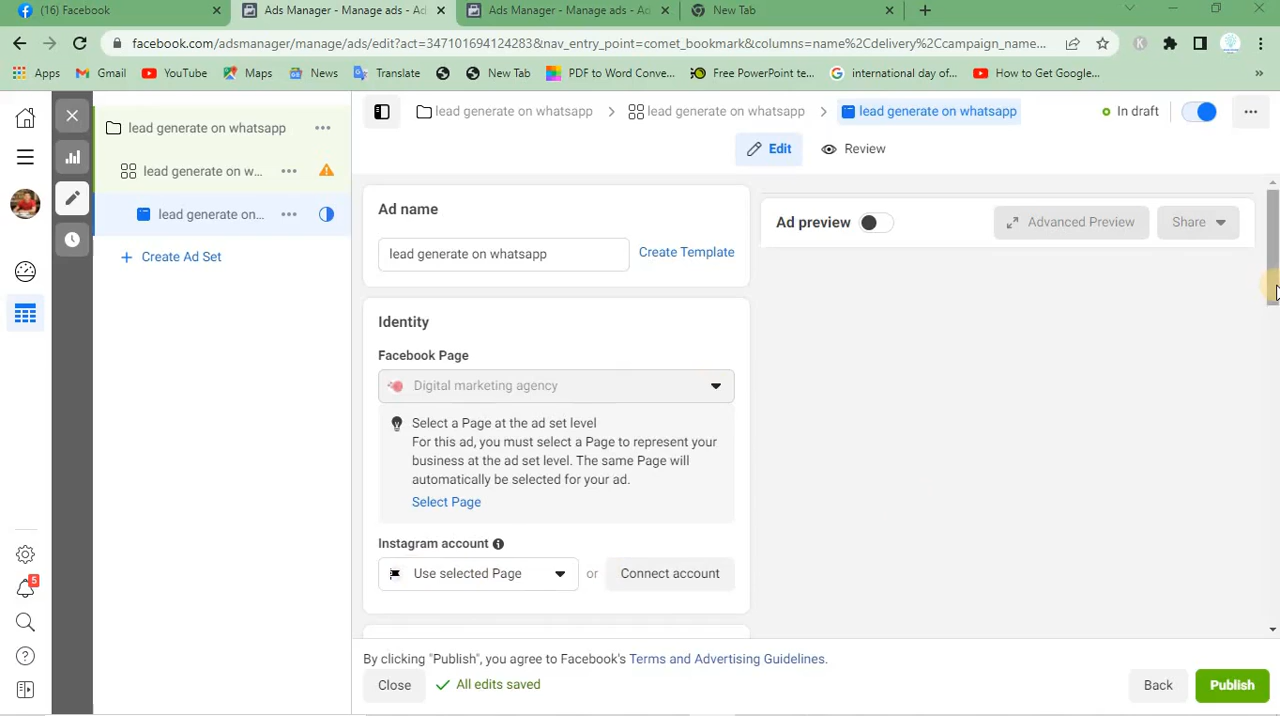 (16) Facebook
Ads Manager - Manage ads - Ad
Ads Manager - Manage ads - Ad
New Tab
facebook.com/adsmanager/manage/ads/edit?act=347101694124283&nav_entry_point=comet_bookmark&columns=name%2Cdelivery%2Ccampaign_name...
Apps
Gmail
YouTube
Maps
News
Translate
New Tab
PDF to Word Conve...
Free PowerPoint te...
international day of...
How to Get Google...
»
lead generate on whatsapp
lead generate on w...
lead generate on...
Create Ad Set
5
lead generate on whatsapp
lead generate on whatsapp
lead generate on whatsapp
In draft
Edit
Review
Ad name
lead generate on whatsapp
Create Template
Identity
Facebook Page
Digital marketing agency
Select a Page at the ad set level
For this ad, you must select a Page to represent your
business at the ad set level. The same Page will
automatically be selected for your ad.
Select Page
Instagram account
Use selected Page
or
Connect account
Ad preview
Advanced Preview
Share
By clicking "Publish", you agree to Facebook's Terms and Advertising Guidelines.
Close
All edits saved
Back
Publish